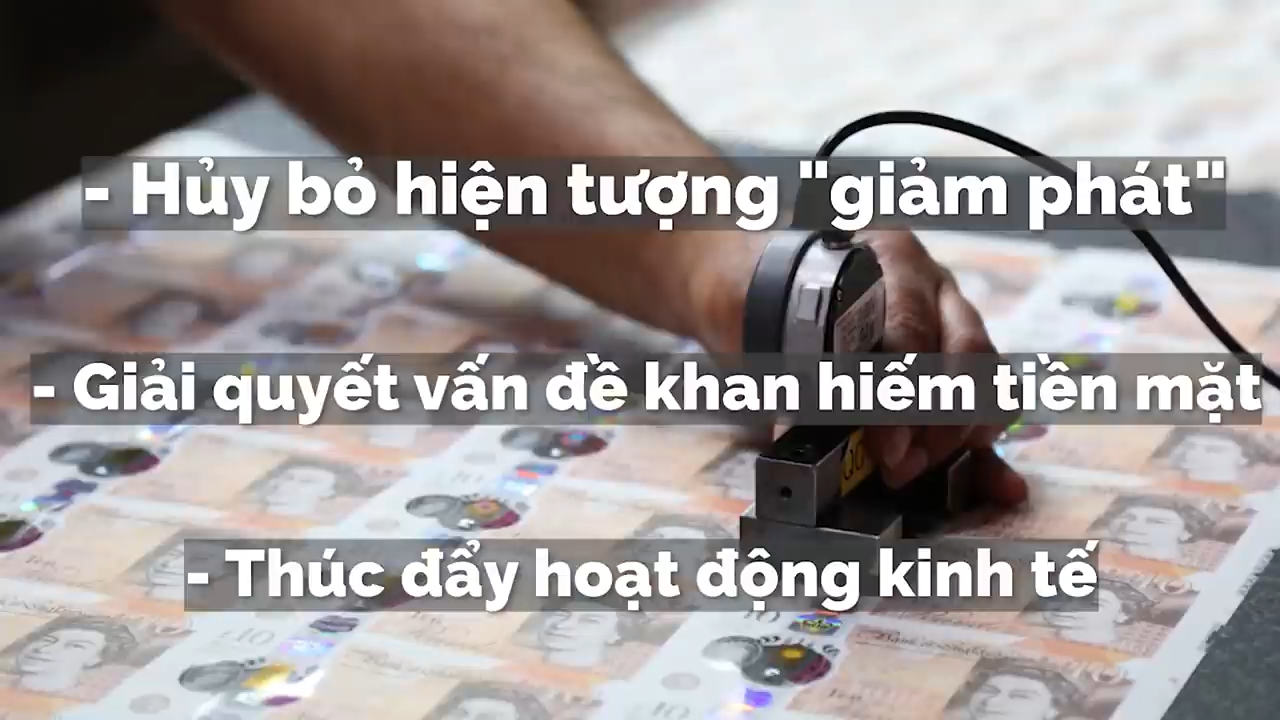 - Hủy bỏ hiện tượng "giảm phát"
- Giải quyết vấn đề khan hiếm tiền mặt
- Thúc đẩy hoạt động kinh tế